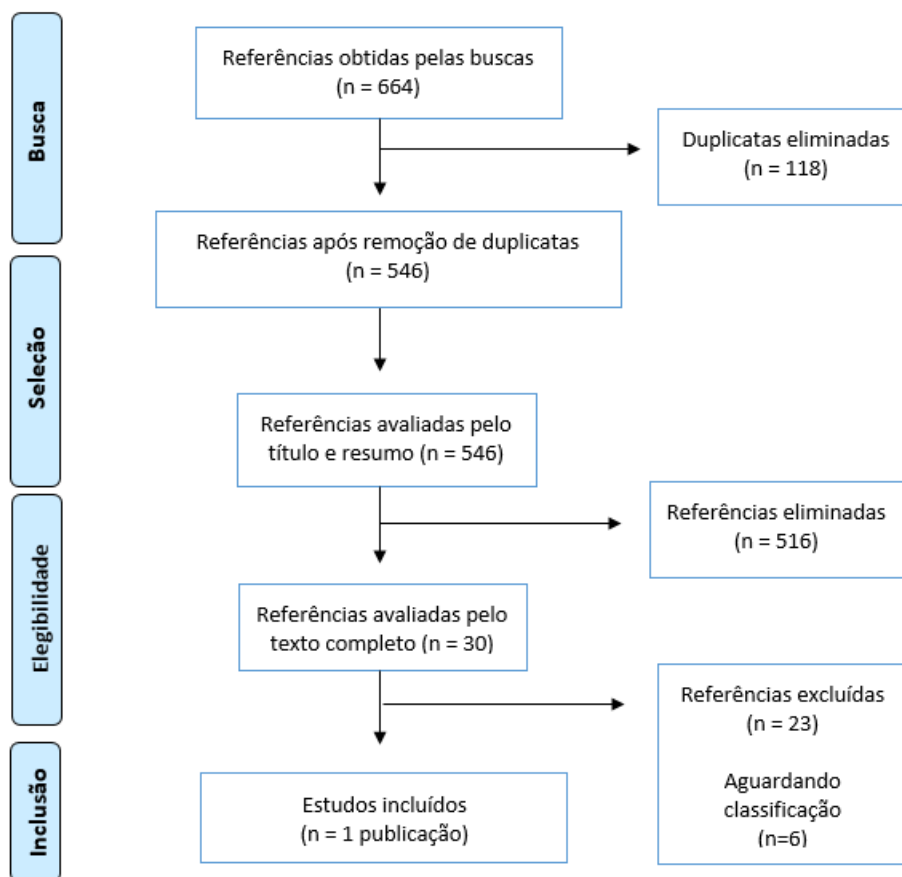 Busca
Referências obtidas pelas buscas
(n = 664)
Duplicatas eliminadas
(n = 118)
Referências após remoção de duplicatas
(n = 546)
Seleção
Referências avaliadas pelo
título e resumo (n = 546)
Referências eliminadas
(n = 516)
Elegibilidade
Referências avaliadas pelo
texto completo (n = 30)
Referências excluídas
(n = 23)
Aguardando
classificação
(n=6)
Inclusão
Estudos incluídos
(n = 1 publicação)